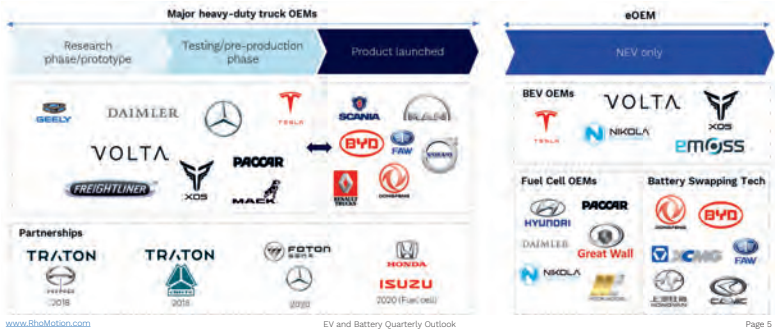 Major heavy-duty truck OEMs
eOEM
Research
phase/prototype
Testing/pre-production
phase
Product launched
NEV only
GEELY
DAIMLER
TESLA
VOLTA
FREIGHTLINER
XOS
PACCAR
MACK
SCANIA
MAN
BYD
FAW
VOLVO
RENAULT
TRUCKS
DONGFENG
BEV OEMs
TESLA
VOLTA
NIKOLA
XOS
emoss
Fuel Cell OEMs
HYUNDAI
PACCAR
DAIMLER
Great Wall
NIKOLA
Battery Swapping Tech
DONGFENG
BYD
XCMG
FAW
Partnerships
TRATON
2018
TRATON
2018
FOTON
2020
HONDA
ISUZU
2020 (Fuel cell)
www.RhoMotion.com
EV and Battery Quarterly Outlook
Page 5